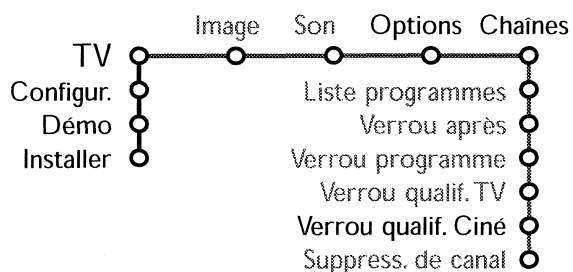 Image Son Options Chaînes
TV
Configur. Liste programmes
Démo Verrou après
Installer Verrou programme
Verrou qualif. TV
Verrou qualif. Ciné
Suppress. de canal